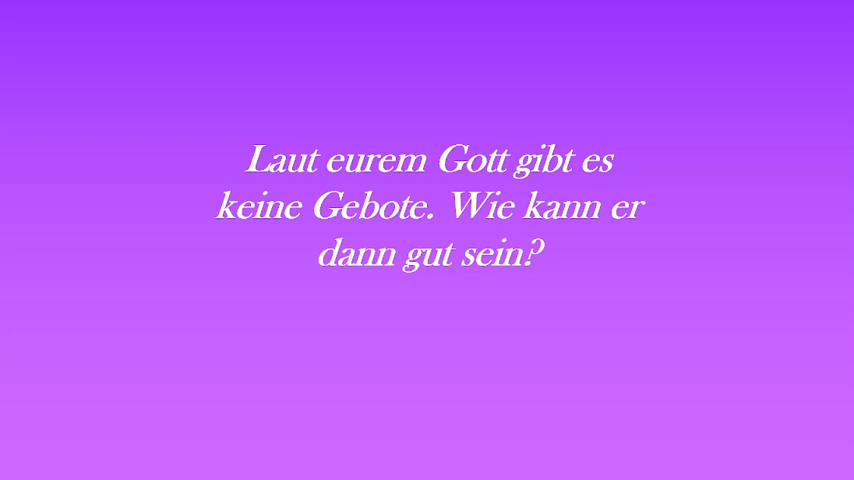 Laut eurem Gott gibt es
keine Gebote. Wie kann er
dann gut sein?